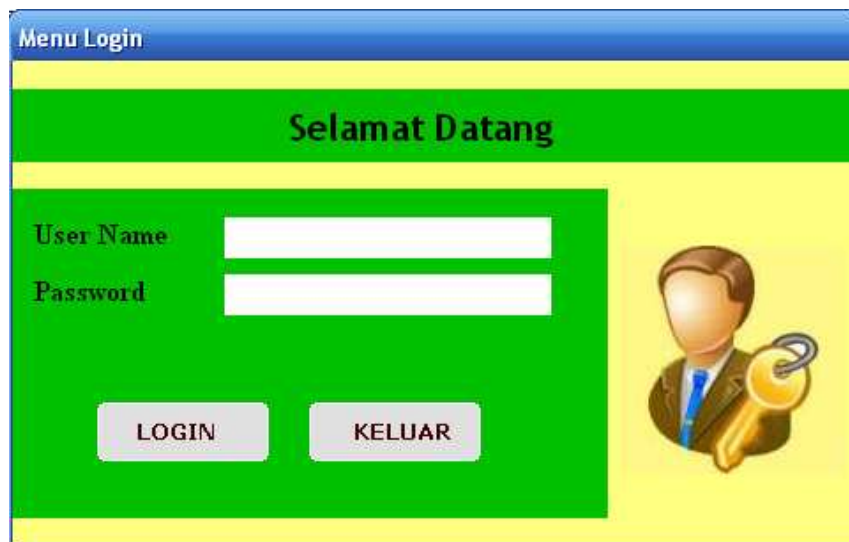 Menu Login
Selamat Datang
User Name
Password
LOGIN KELUAR